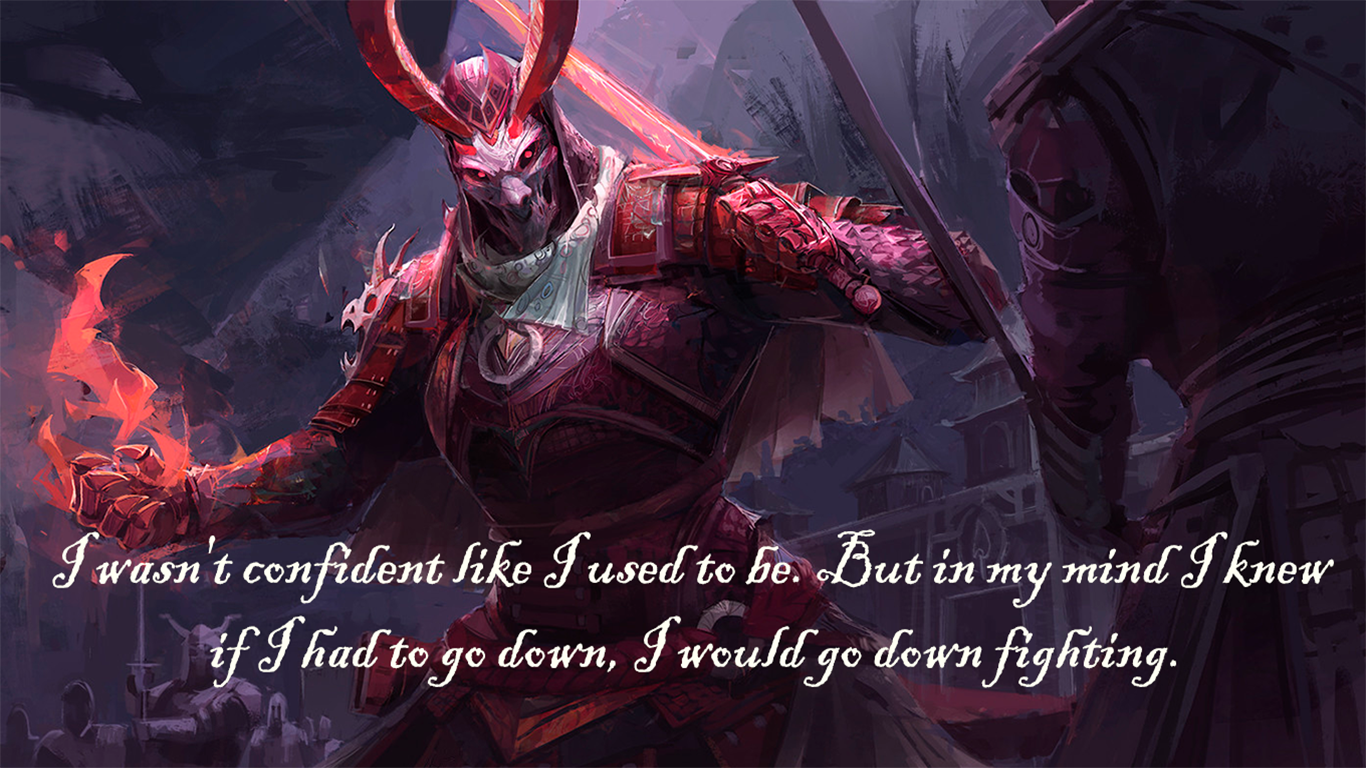 I wasn't confident like I used to be. But in my mind I knew
if I had to go down, I would go down fighting.